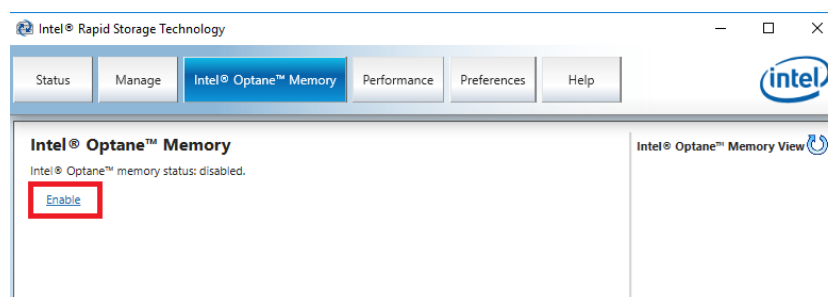 Intel® Rapid Storage Technology
Status Manage Intel® Optane™ Memory Performance Preferences Help
intel
Intel® Optane™ Memory
Intel® Optane™ memory status: disabled.
Enable
Intel® Optane™ Memory View